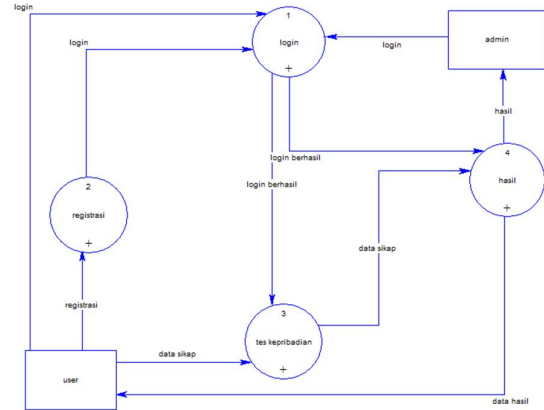 login
1
login
+
login
admin
login
hasil
login berhasil
4
hasil
+
login berhasil
2
registrasi
+
data sikap
registrasi
3
tes kepribadian
+
data sikap
user
data hasil